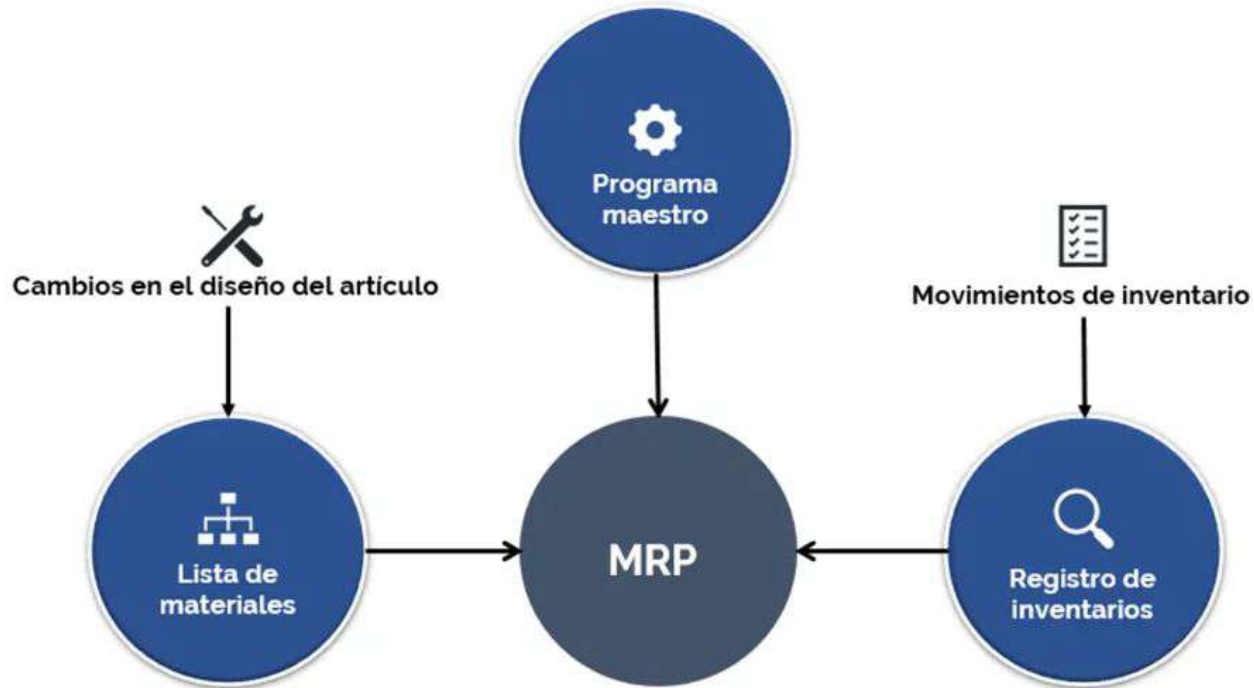 Programa
maestro
Cambios en el diseño del artículo
Movimientos de inventario
Lista de
materiales
MRP
Registro de
inventarios